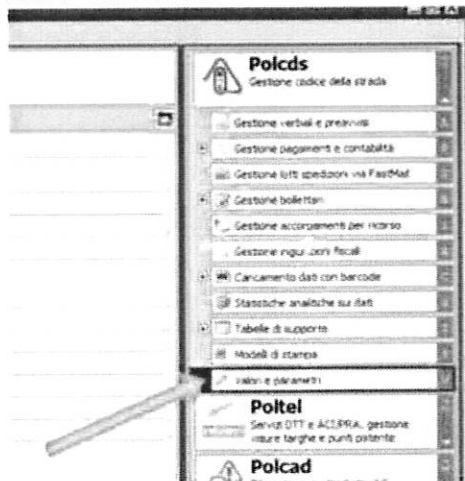 Polcds
Gestione codice della strada
Gestione verbali e preavvisi
Gestione pagamenti e contabilità
Gestione lotti spedizioni via FastMail
Gestione bollettari
Gestione accorpamenti per ricorso
Gestione ingiunzioni fiscali
Caricamento dati con barcode
Statistiche analitiche sui dati
Tabelle di supporto
Modelli di stampa
Valori e parametri
Poltel
Servizi DTT e ACI/PRA, gestione
visure targhe e punti patente
Polcad